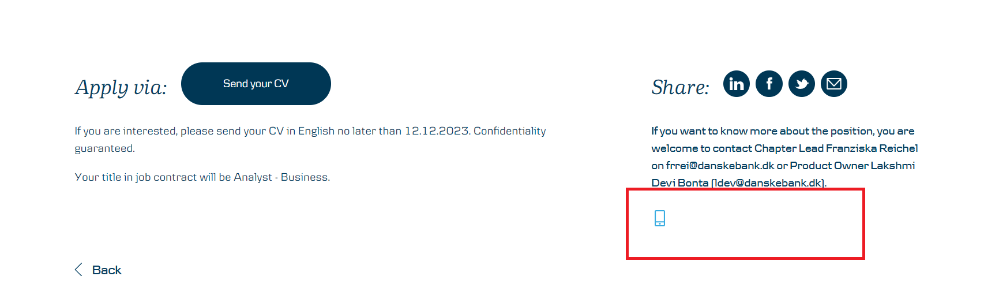 Apply via:
Send your CV
If you are interested, please send your CV in English no later than 12.12.2023. Confidentiality
guaranteed.
Your title in job contract will be Analyst - Business.
Back
Share:
in
f
If you want to know more about the position, you are
welcome to contact Chapter Lead Franziska Reichel
on frrei@danskebank.dk or Product Owner Lakshmi
Devi Bonta (ldev@danskebank.dk).